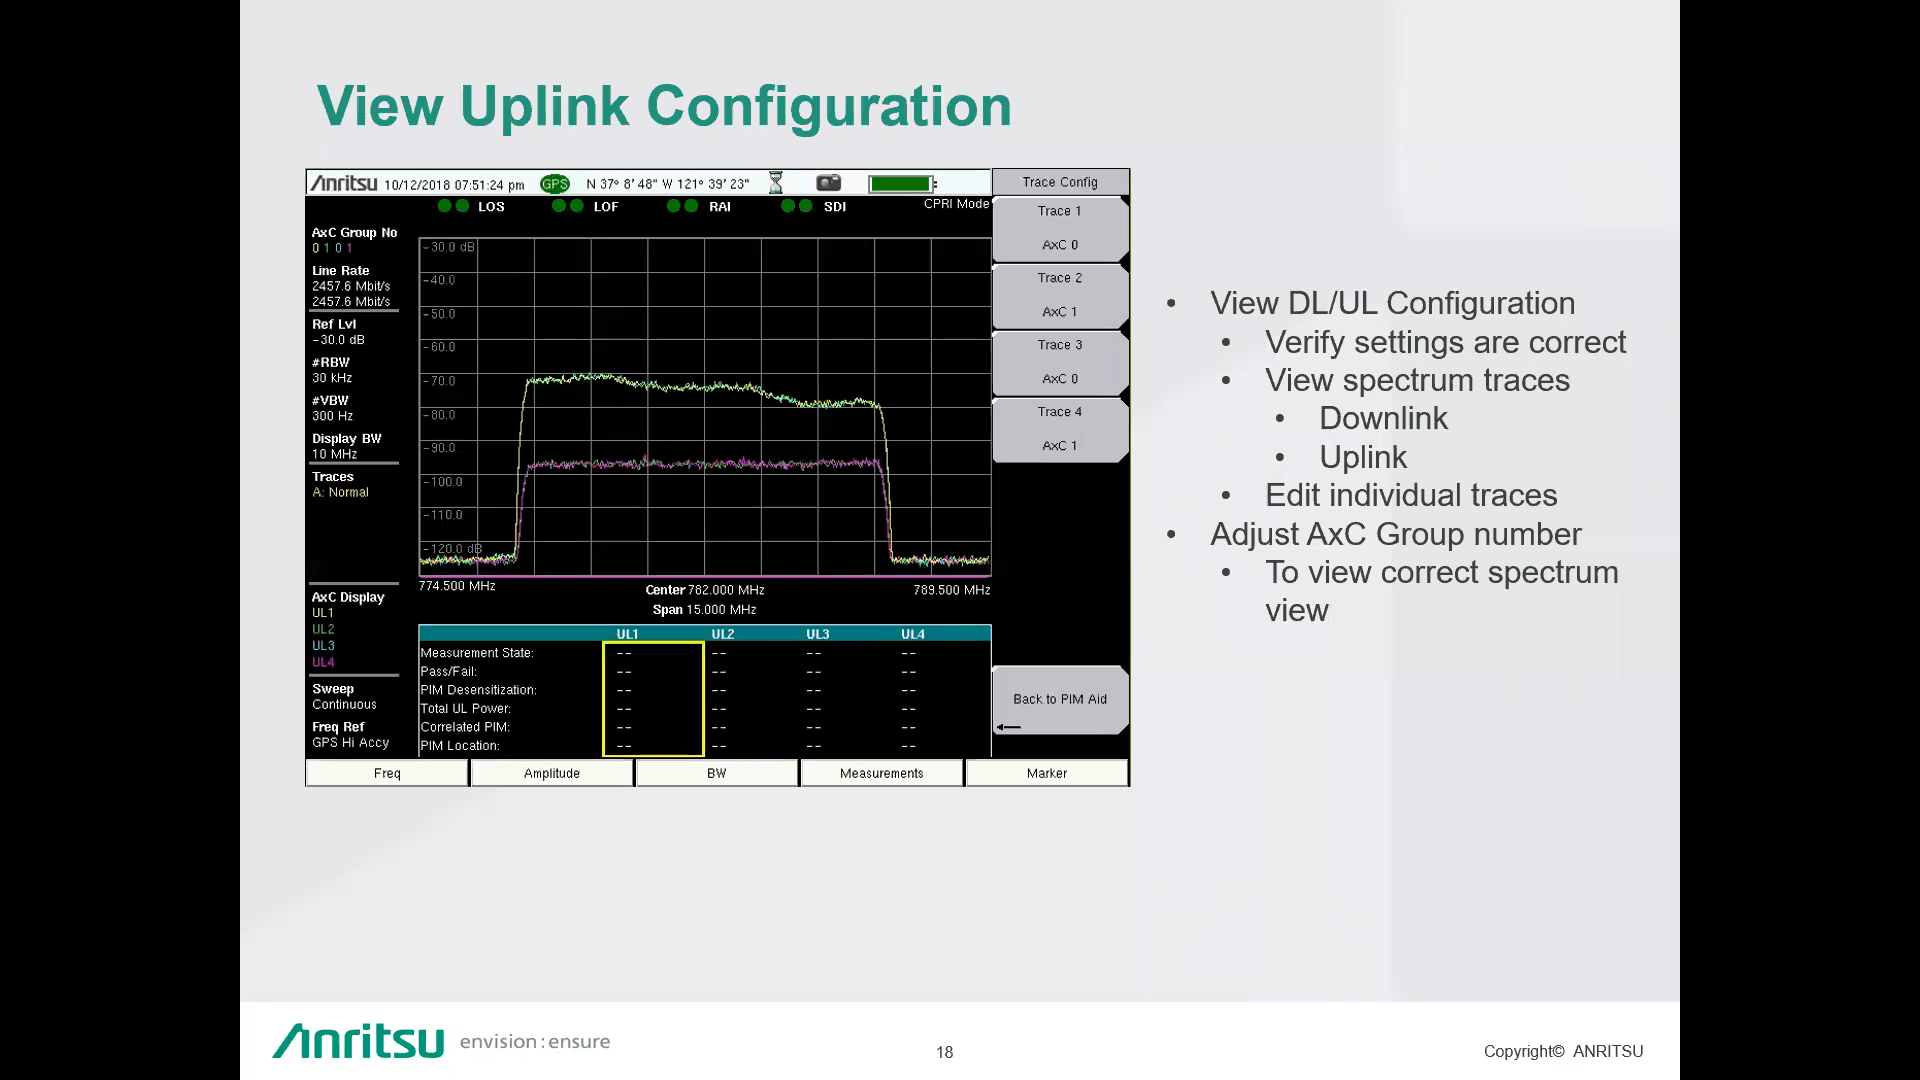 View Uplink Configuration
Anritsu 10/12/2018 07:51:24 pm GPS N 37° 8' 48" W 121° 39' 23"
Trace Config
LOS LOF RAI SDI CPRI Mode
Trace 1
AxC 0
Trace 2
AxC 1
Trace 3
AxC 0
Trace 4
AxC 1
Back to PIM Aid
AxC Group No
0 1 0 1
Line Rate
2457.6 Mbit/s
2457.6 Mbit/s
Ref Lvl
-30.0 dB
#RBW
30 kHz
#VBW
300 Hz
Display BW
10 MHz
Traces
A: Normal
AxC Display
UL1
UL2
UL3
UL4
Sweep
Continuous
Freq Ref
GPS Hi Accy
-30.0 dB
-40.0
-50.0
-60.0
-70.0
-80.0
-90.0
-100.0
-110.0
-120.0 dB
774.500 MHz Center 782.000 MHz 789.500 MHz
Span 15.000 MHz
UL1 UL2 UL3 UL4
Measurement State: -- -- -- --
Pass/Fail: -- -- -- --
PIM Desensitization: -- -- -- --
Total UL Power: -- -- -- --
Correlated PIM: -- -- -- --
PIM Location: -- -- -- --
Freq Amplitude BW Measurements Marker
• View DL/UL Configuration
• Verify settings are correct
• View spectrum traces
• Downlink
• Uplink
• Edit individual traces
• Adjust AxC Group number
• To view correct spectrum
view
Anritsu envision : ensure
18
Copyright© ANRITSU